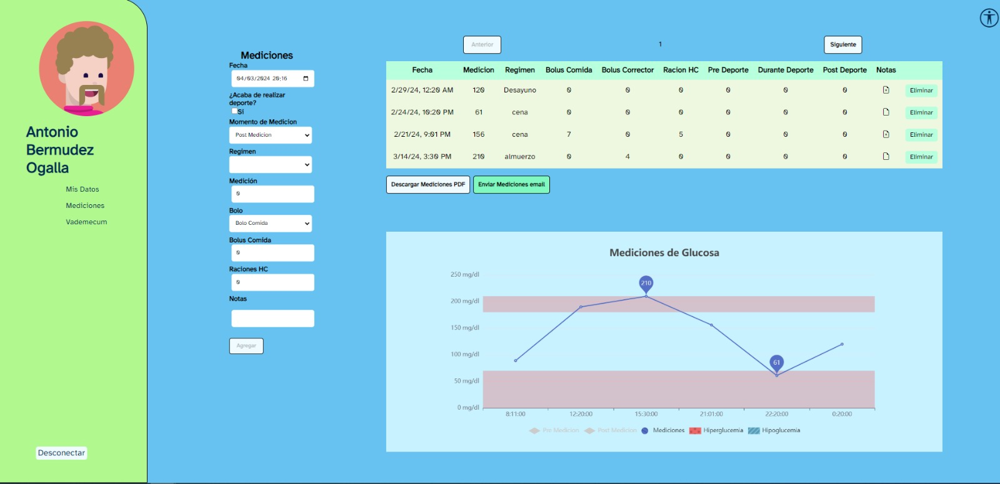 Antonio
Bermudez
Ogalla
Mis Datos
Mediciones
Vademecum
Desconectar
Mediciones
Fecha
04/03/2024 20:16
¿Acaba de realizar
deporte?
Si
Momento de Medicion
Post Medicion
Regimen
Medición
0
Bolo
Bolo Comida
Bolus Comida
0
Raciones HC
0
Notas
Agregar
Anterior 1 Siguiente
Fecha Medicion Regimen Bolus Comida Bolus Corrector Racion HC Pre Deporte Durante Deporte Post Deporte Notas
2/29/24, 12:20 AM 120 Desayuno 0 0 0 0 0 0 Eliminar
2/24/24, 10:20 PM 61 cena 0 0 0 0 0 0 Eliminar
2/21/24, 9:01 PM 156 cena 7 0 5 0 0 0 Eliminar
3/14/24, 3:30 PM 210 almuerzo 0 4 0 0 0 0 Eliminar
Descargar Mediciones PDF Enviar Mediciones email
Mediciones de Glucosa
250 mg/dl
200 mg/dl
150 mg/dl
100 mg/dl
50 mg/dl
0 mg/dl
210
61
8:11:00 12:20:00 15:30:00 21:01:00 22:20:00 0:20:00
Pre Medicion Post Medicion Mediciones Hiperglucemia Hipoglucemia